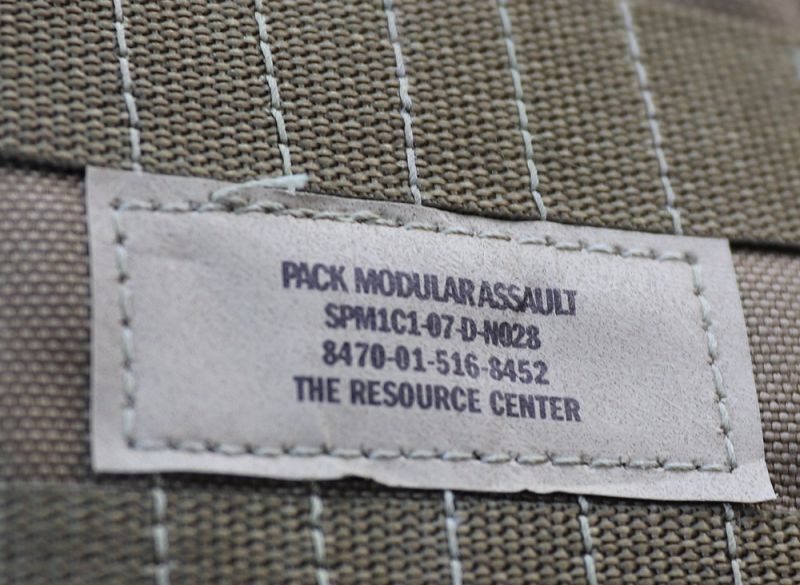 PACK MODULAR ASSAULT
SPM1C1-07-D-N028
8470-01-516-8452
THE RESOURCE CENTER